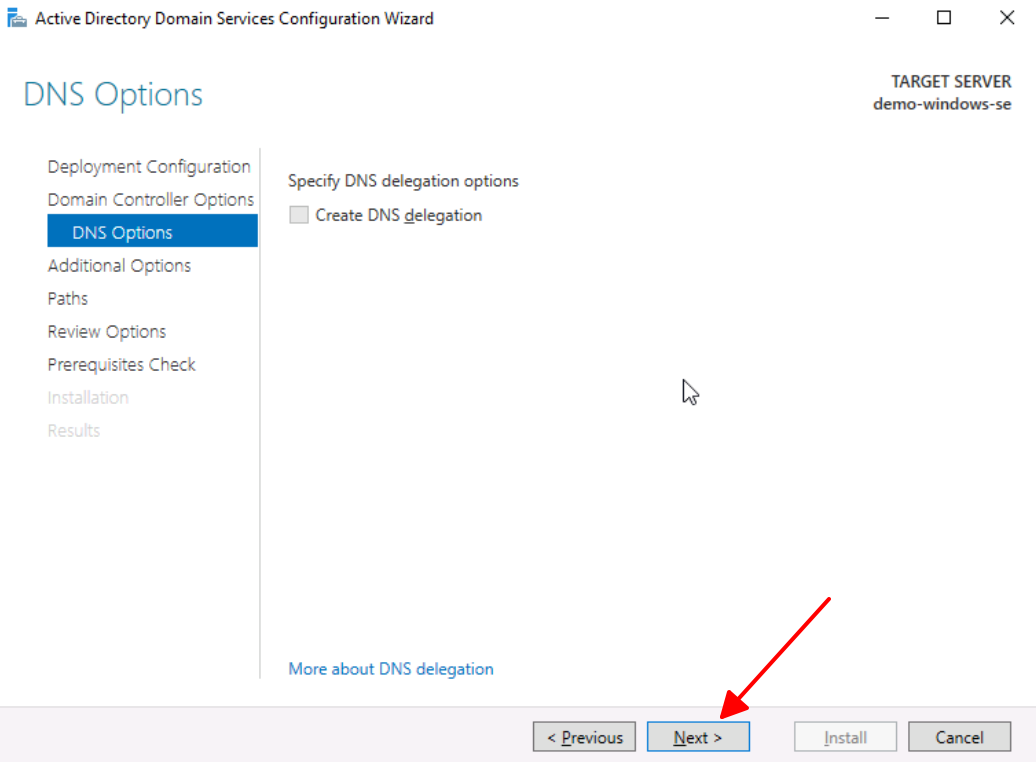 Active Directory Domain Services Configuration Wizard
DNS Options
TARGET SERVER
demo-windows-se
Deployment Configuration
Domain Controller Options
DNS Options
Additional Options
Paths
Review Options
Prerequisites Check
Installation
Results
Specify DNS delegation options
Create DNS delegation
More about DNS delegation
< Previous
Next >
Install
Cancel